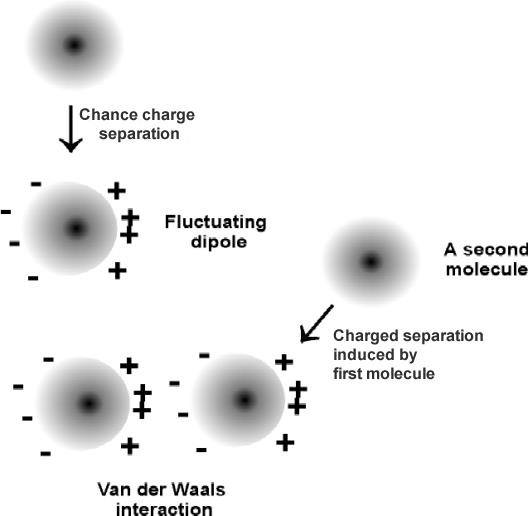 Chance charge
separation
- +
- +
- +
- +
Fluctuating
dipole
A second
molecule
Charged separation
induced by
first molecule
- + - +
- + - +
- + - +
- + - +
Van der Waals
interaction